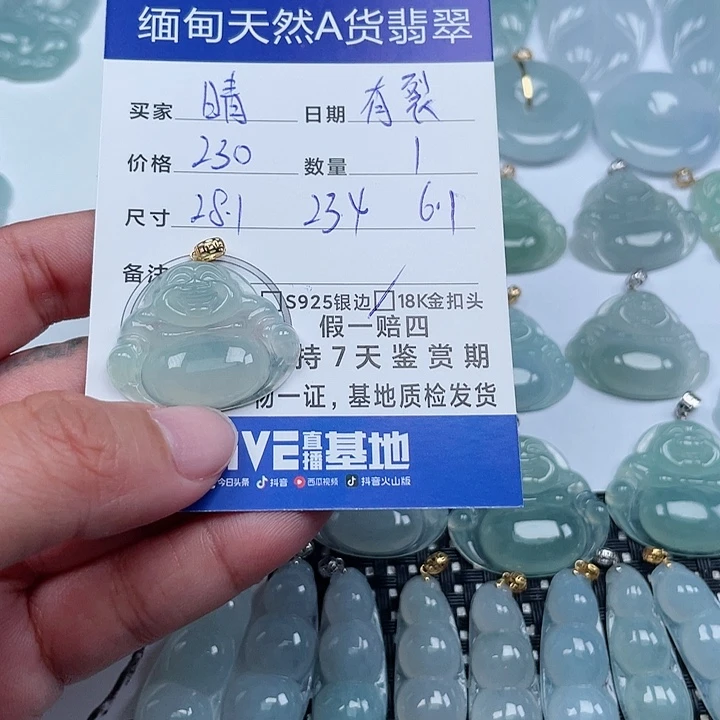 缅甸天然A货翡翠
买家 晴 日期 有裂
价格 230 数量 1
尺寸 28.1 23.4 6.1
备注
S925银边 18K金扣头
假一赔四
持7天鉴赏期
物一证，基地质检发货
IVE直播基地
今日头条 抖音 西瓜视频 抖音火山版